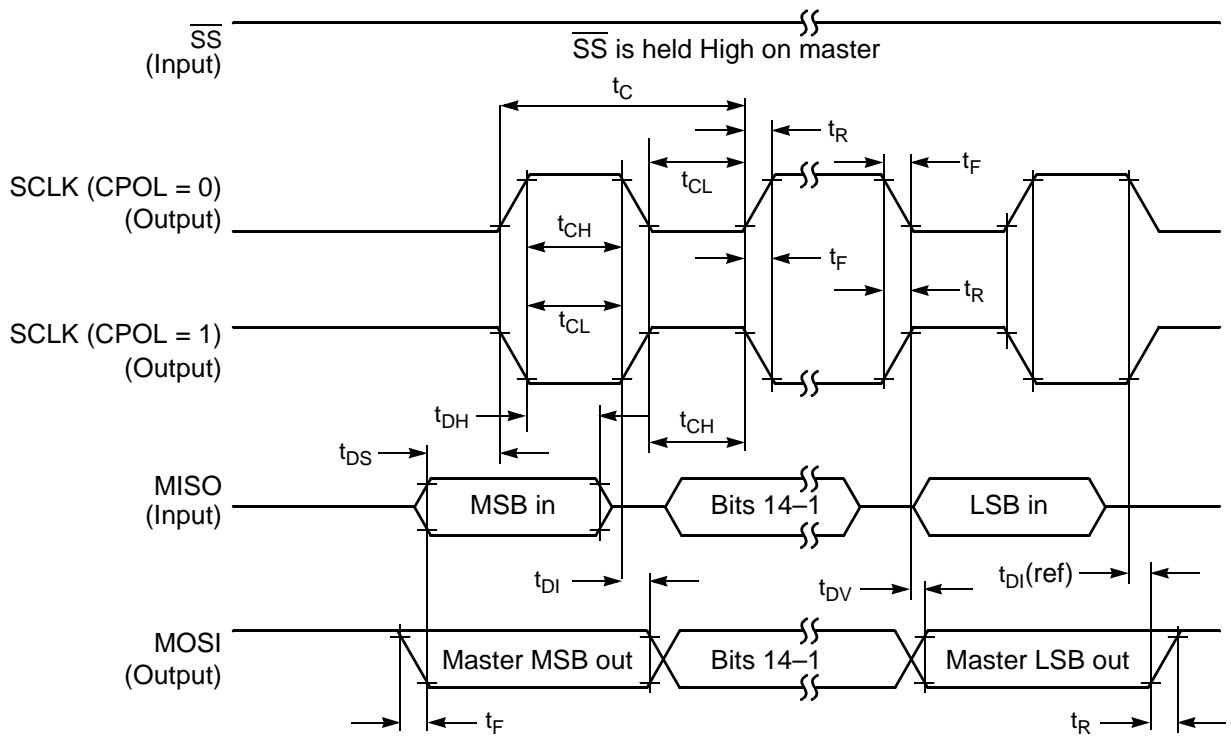 SS
(Input)
SS is held High on master
tC
tR
tF
SCLK (CPOL = 0)
(Output)
tCL
tCH
tF
tR
tCL
SCLK (CPOL = 1)
(Output)
tDH
tCH
tDS
MISO
(Input)
MSB in
Bits 14–1
LSB in
tDI
tDV
tDI(ref)
MOSI
(Output)
Master MSB out
Bits 14–1
Master LSB out
tF
tR